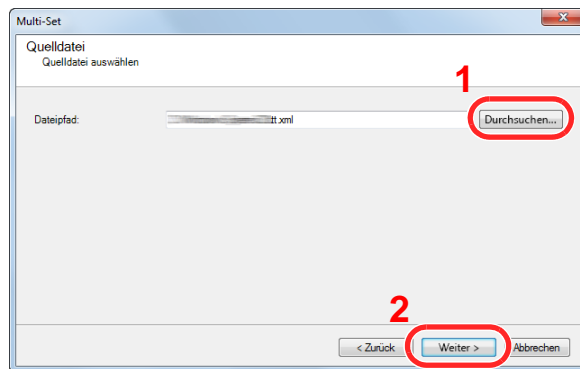 Multi-Set
Quelldatei
Quelldatei auswählen
1
Dateipfad: tt.xml Durchsuchen...
2
< Zurück Weiter > Abbrechen